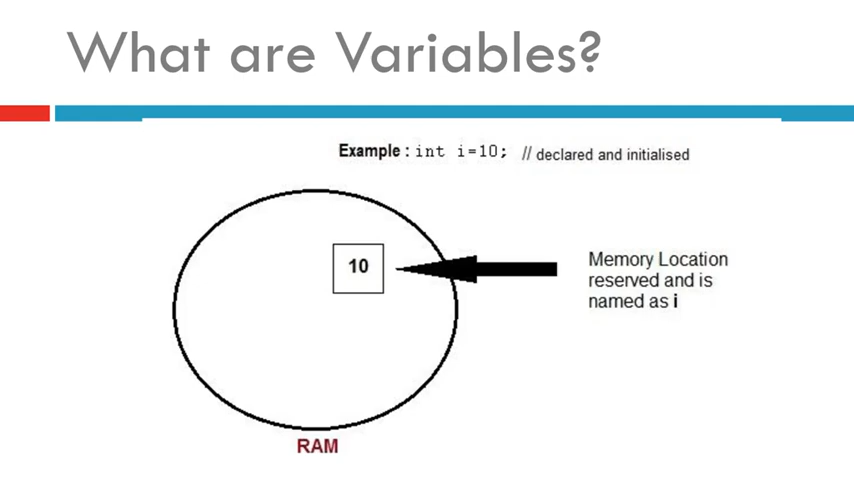 What are Variables?
Example : int i=10; // declared and initialised
10
Memory Location
reserved and is
named as i
RAM